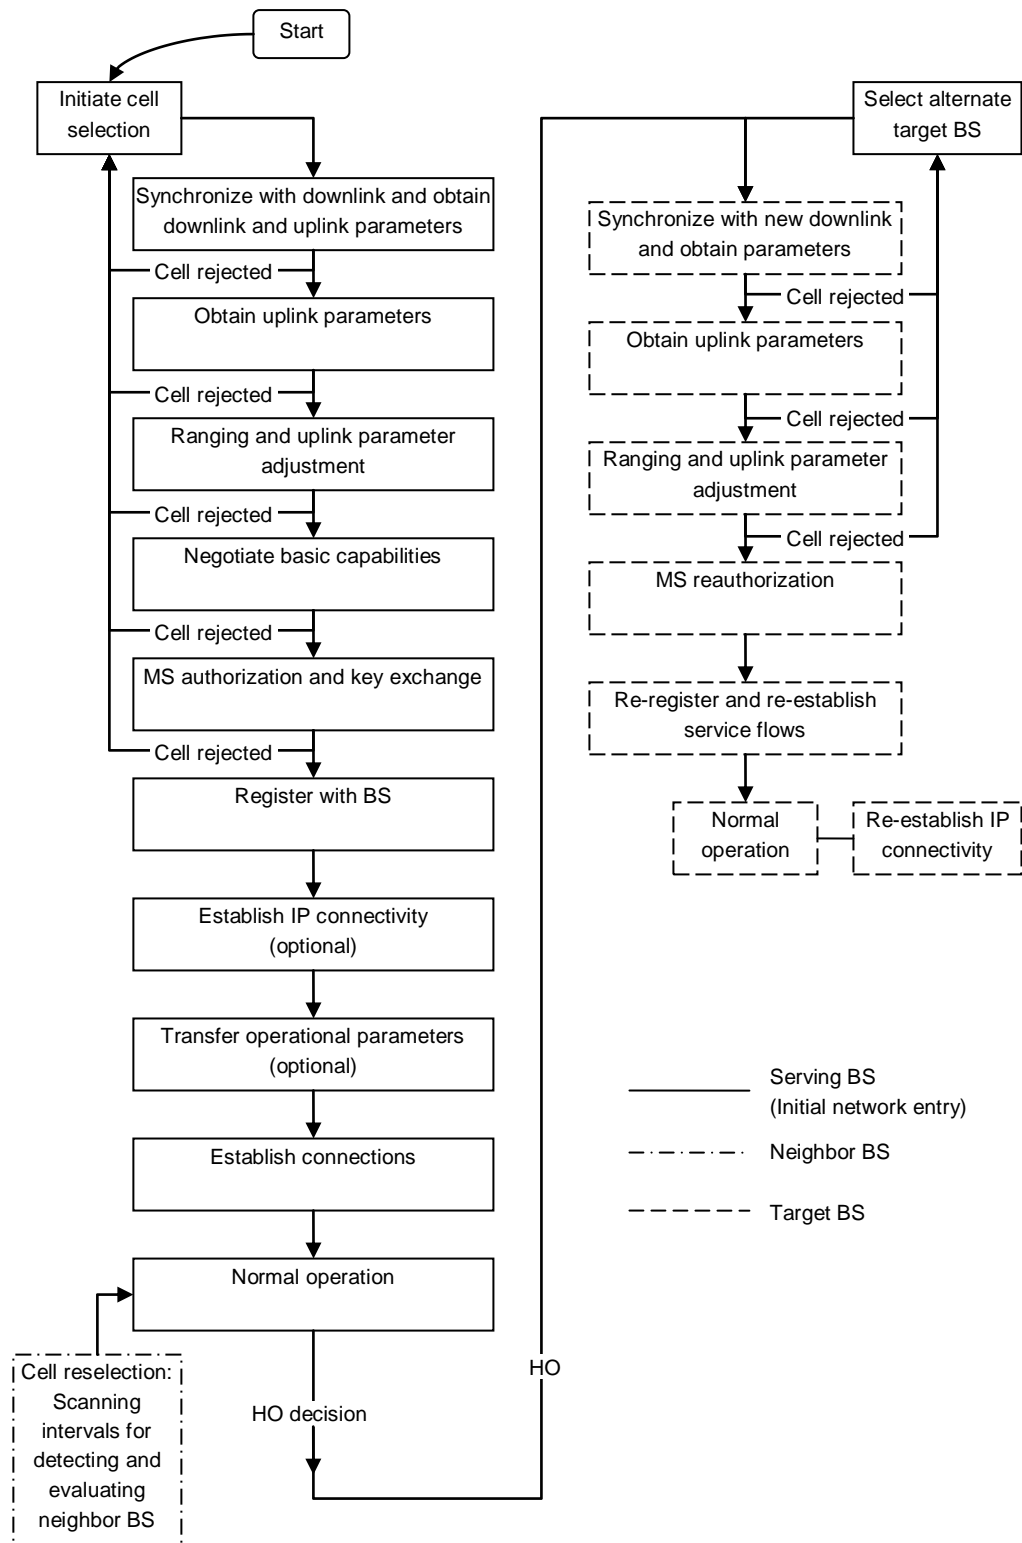 Start
Initiate cell
selection
Synchronize with downlink and obtain
downlink and uplink parameters
Cell rejected
Obtain uplink parameters
Cell rejected
Ranging and uplink parameter
adjustment
Cell rejected
Negotiate basic capabilities
Cell rejected
MS authorization and key exchange
Cell rejected
Register with BS
Establish IP connectivity
(optional)
Transfer operational parameters
(optional)
Establish connections
Normal operation
Cell reselection:
Scanning
intervals for
detecting and
evaluating
neighbor BS
HO decision
HO
Select alternate
target BS
Synchronize with new downlink
and obtain parameters
Cell rejected
Obtain uplink parameters
Cell rejected
Ranging and uplink parameter
adjustment
Cell rejected
MS reauthorization
Re-register and re-establish
service flows
Normal
operation
Re-establish IP
connectivity
Serving BS
(Initial network entry)
Neighbor BS
Target BS